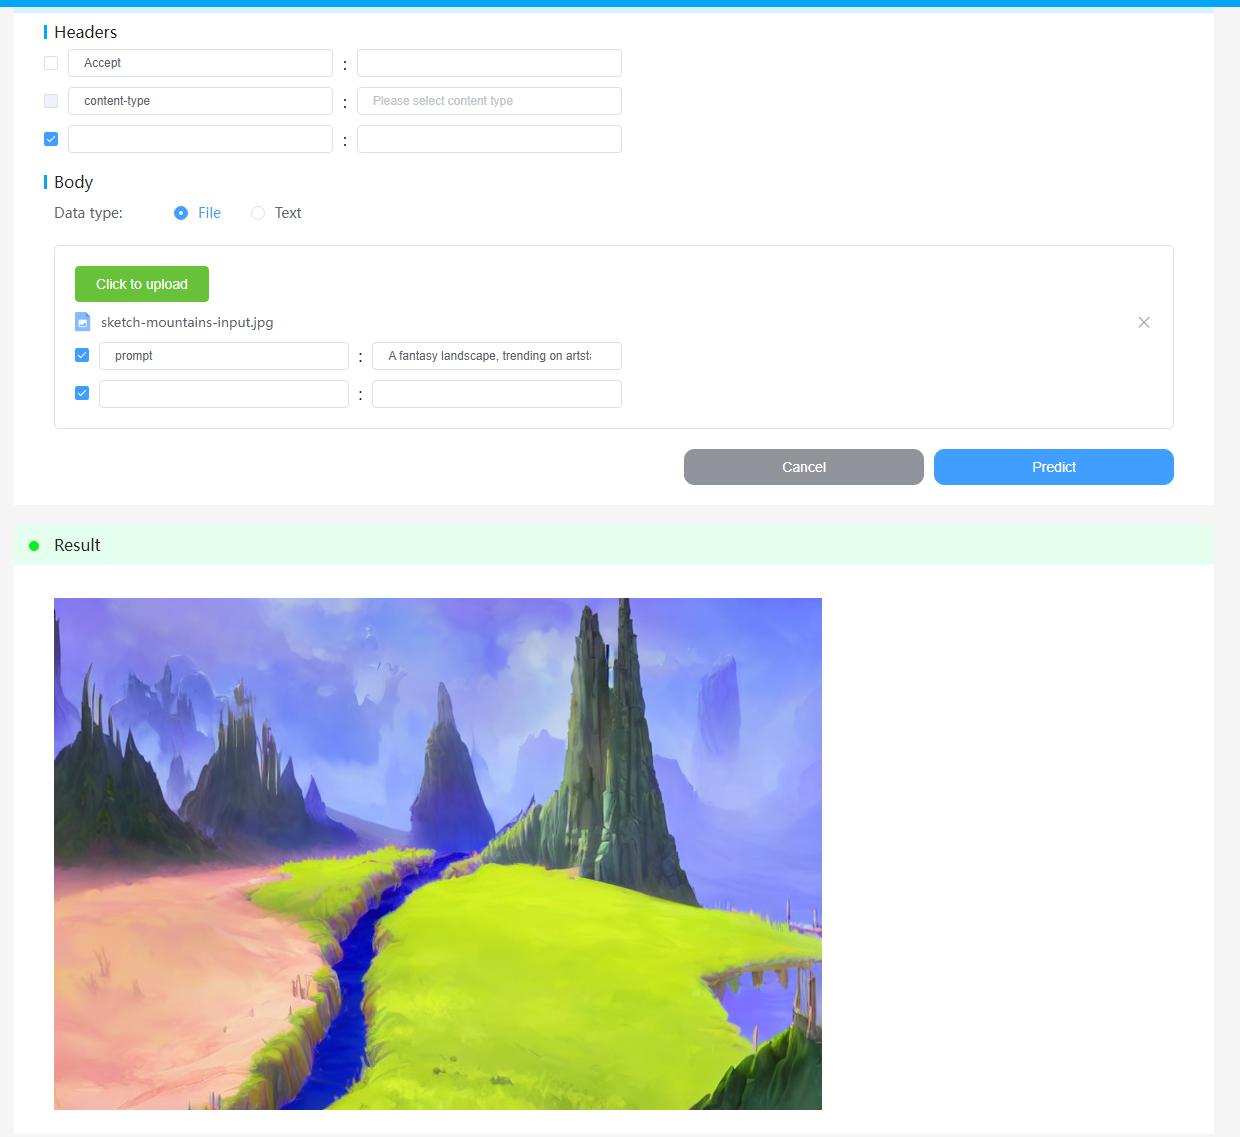 Headers
Accept :
content-type : Please select content type
:
Body
Data type: File Text
Click to upload
sketch-mountains-input.jpg
prompt : A fantasy landscape, trending on
:
Cancel Predict
Result